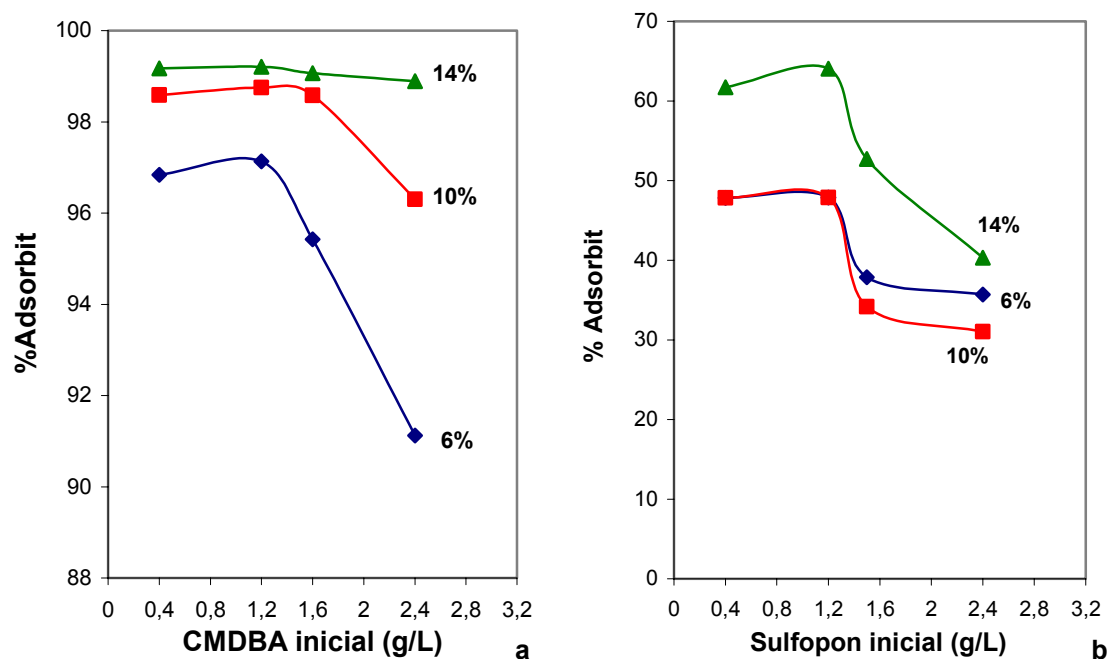 %Adsorbit
100
98
96
94
92
90
88
14%
10%
6%
0 0,4 0,8 1,2 1,6 2 2,4 2,8 3,2
CMDBA inicial (g/L)
a
% Adsorbit
70
60
50
40
30
20
10
0
14%
6%
10%
0 0,4 0,8 1,2 1,6 2 2,4 2,8 3,2
Sulfopon inicial (g/L)
b